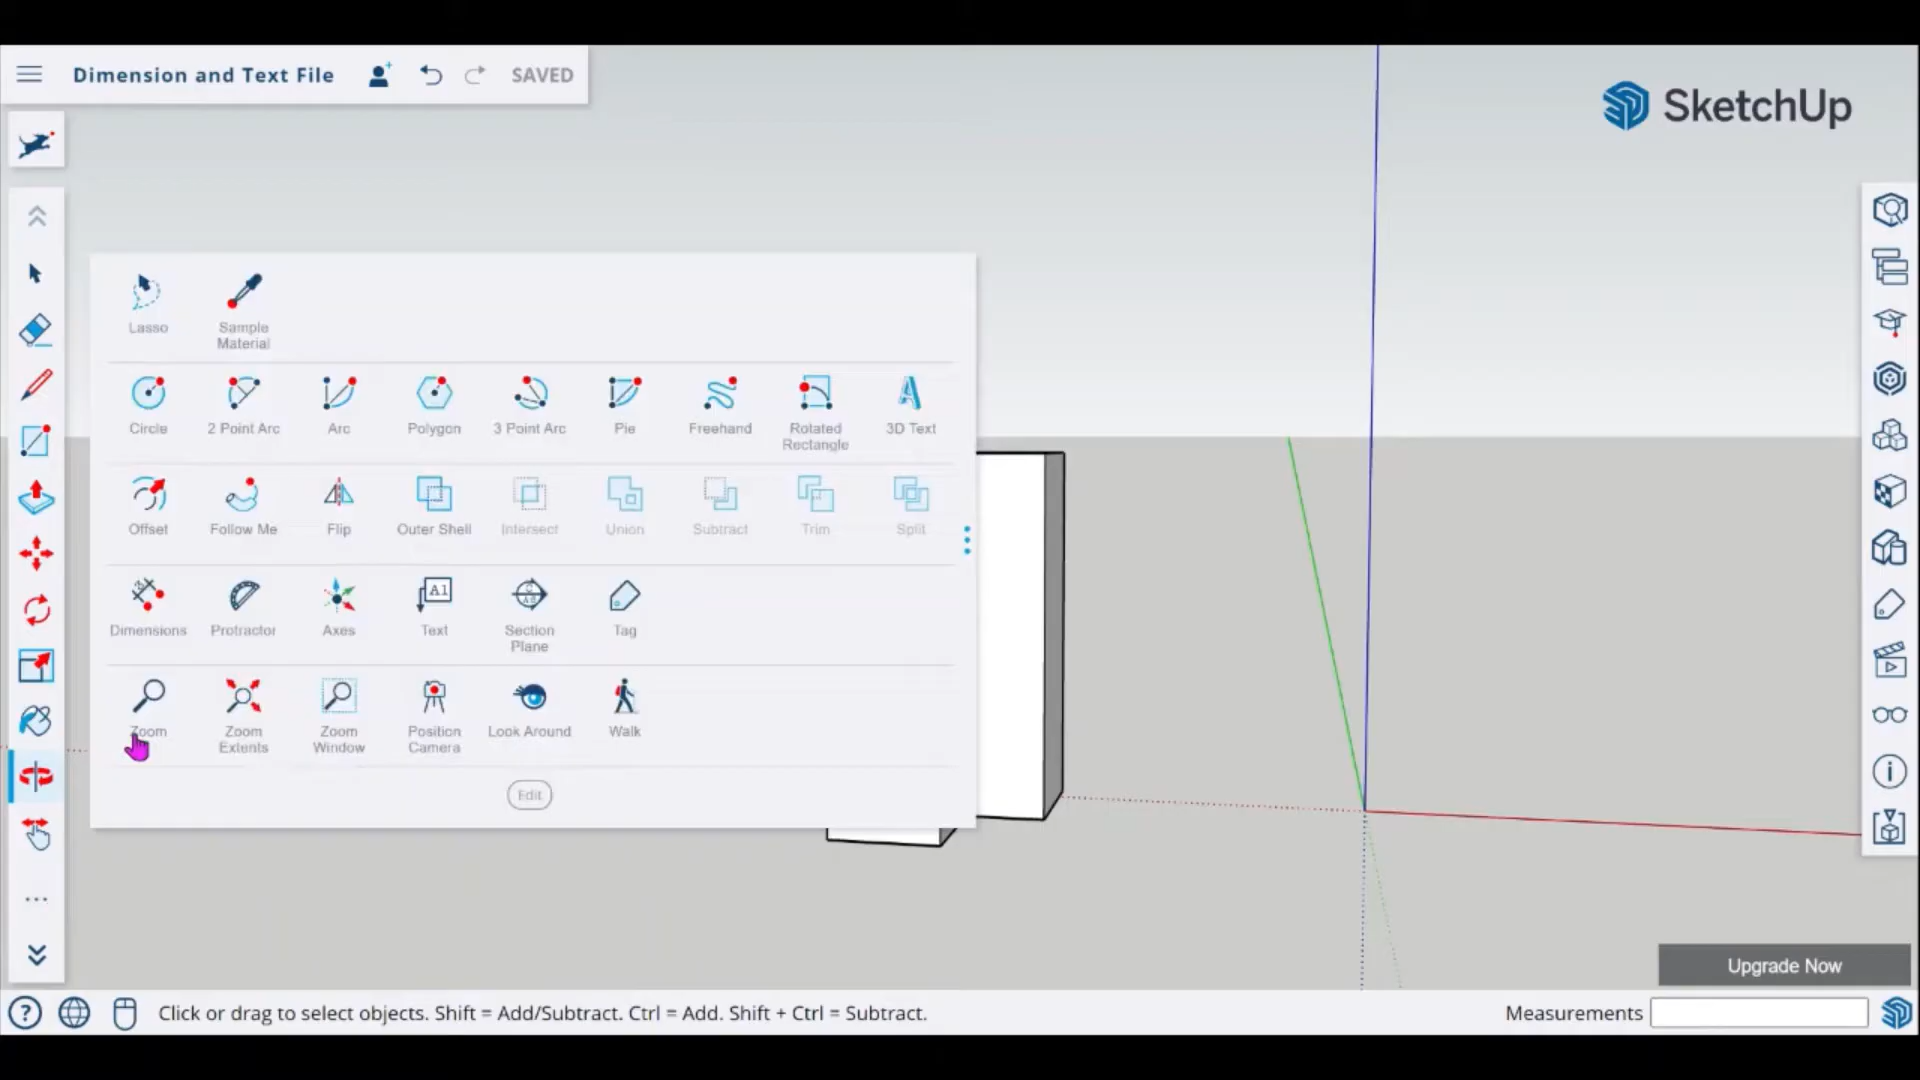 Dimension and Text File
SAVED
SketchUp
Lasso
Sample
Material
Circle
2 Point Arc
Arc
Polygon
3 Point Arc
Pie
Freehand
Rotated
Rectangle
3D Text
Offset
Follow Me
Flip
Outer Shell
Intersect
Union
Subtract
Trim
Split
Dimensions
Protractor
Axes
A1
Text
Section
Plane
Tag
Zoom
Zoom
Extents
Zoom
Window
Position
Camera
Look Around
Walk
Edit
Upgrade Now
Click or drag to select objects. Shift = Add/Subtract. Ctrl = Add. Shift + Ctrl = Subtract.
Measurements